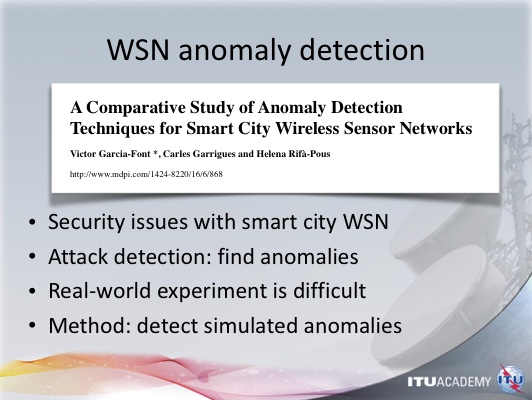 WSN anomaly detection
A Comparative Study of Anomaly Detection
Techniques for Smart City Wireless Sensor Networks
Victor Garcia-Font *, Carles Garrigues and Helena Rifà-Pous
http://www.mdpi.com/1424-8220/16/6/868
• Security issues with smart city WSN
• Attack detection: find anomalies
• Real-world experiment is difficult
• Method: detect simulated anomalies
ITUACADEMY ITU